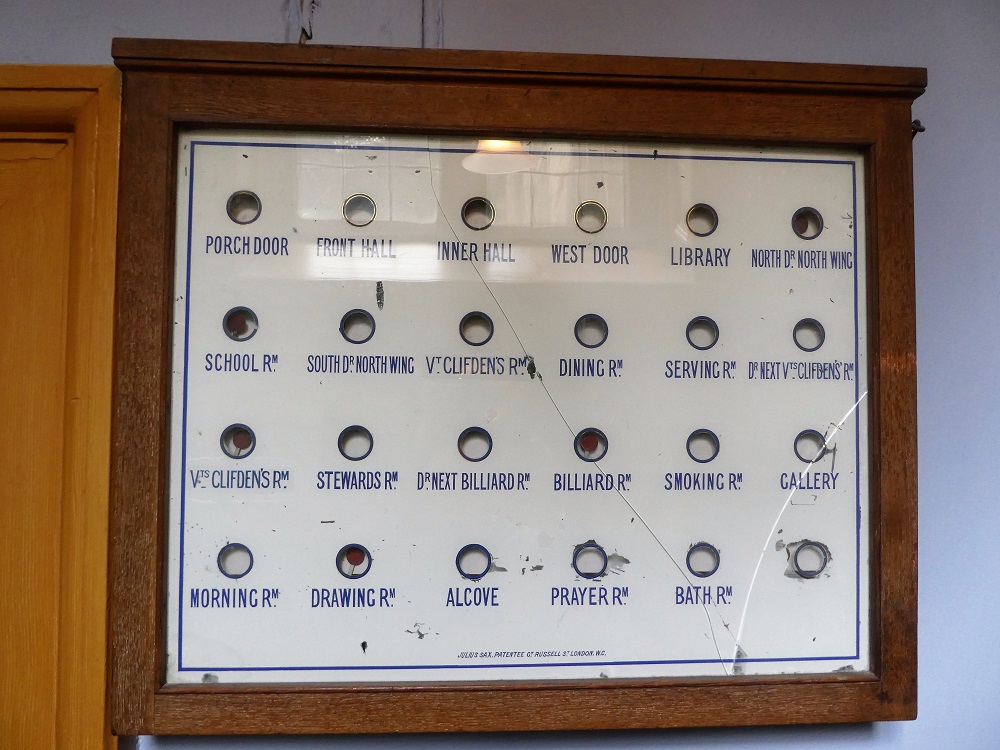 PORCH DOOR
FRONT HALL
INNER HALL
WEST DOOR
LIBRARY
NORTH DR NORTH WING
SCHOOL RM
SOUTH DR NORTH WING
VT CLIFDEN'S RM
DINING RM
SERVING RM
DR NEXT VTS CLIFDEN'S RM
VTS CLIFDEN'S RM
STEWARDS RM
DR NEXT BILLIARD RM
BILLIARD RM
SMOKING RM
GALLERY
MORNING RM
DRAWING RM
ALCOVE
PRAYER RM
BATH RM
JULIUS SAX, PATENTEE GT RUSSELL ST LONDON, W.C.